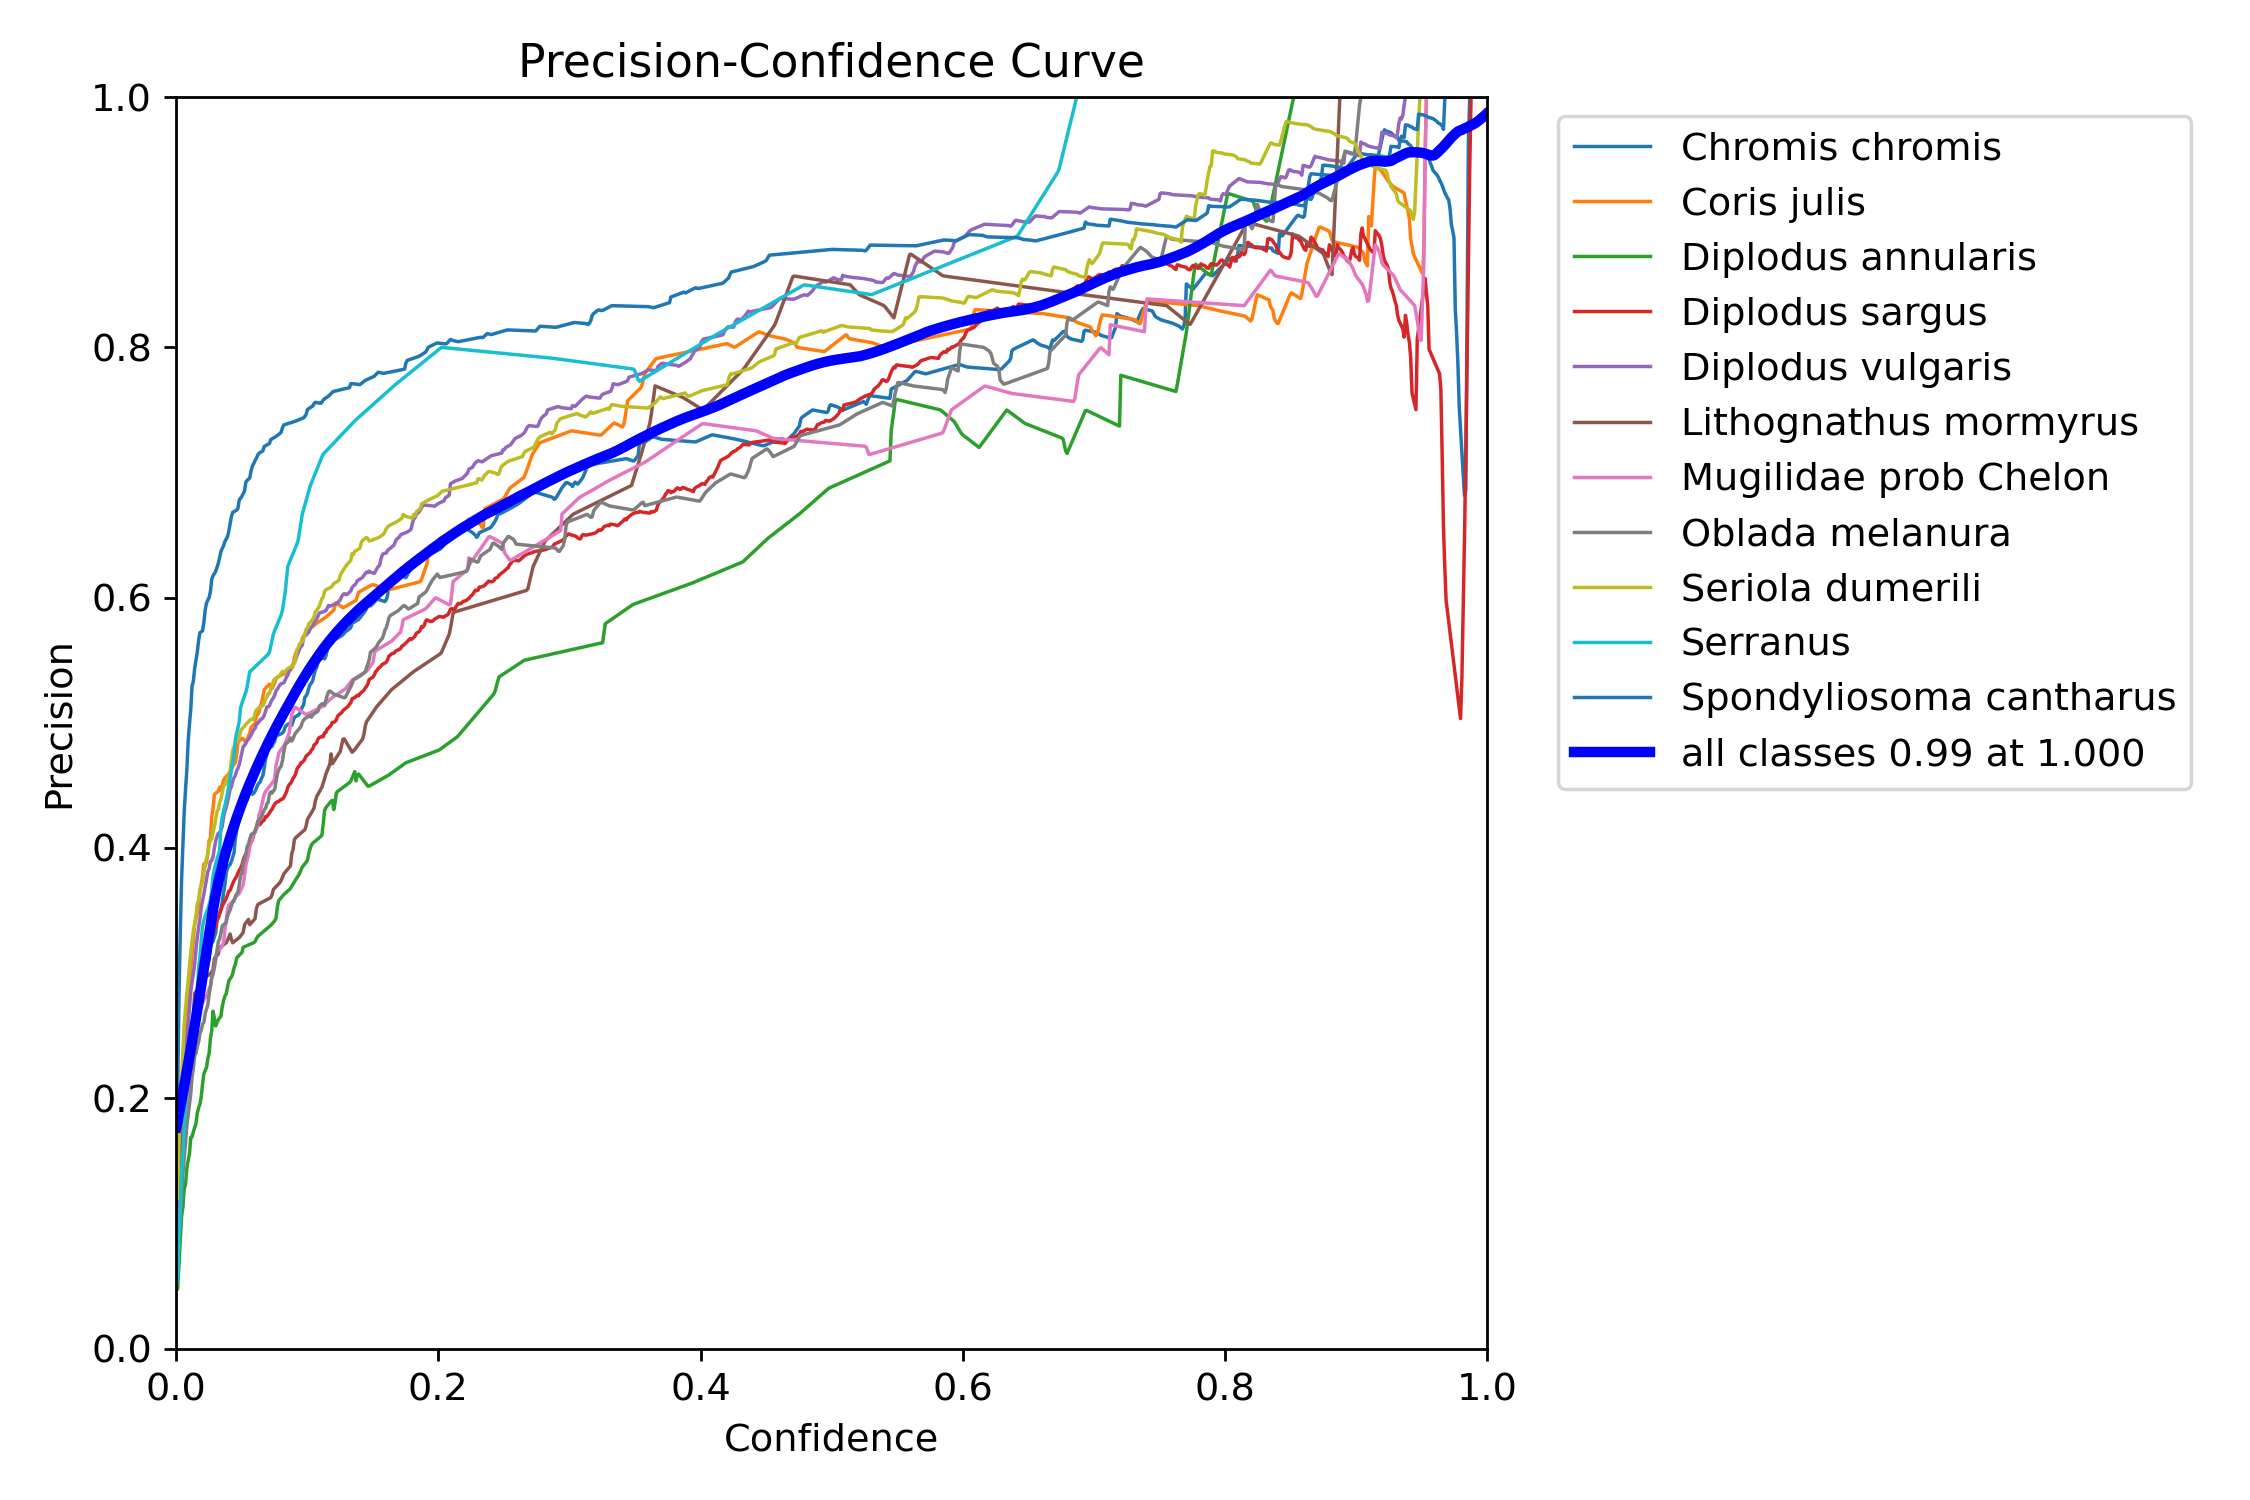 Precision-Confidence Curve
1.0
0.8
0.6
0.4
0.2
0.0
Precision
0.0 0.2 0.4 0.6 0.8 1.0
Confidence
Chromis chromis
Coris julis
Diplodus annularis
Diplodus sargus
Diplodus vulgaris
Lithognathus mormyrus
Mugilidae prob Chelon
Oblada melanura
Seriola dumerili
Serranus
Spondyliosoma cantharus
all classes 0.99 at 1.000